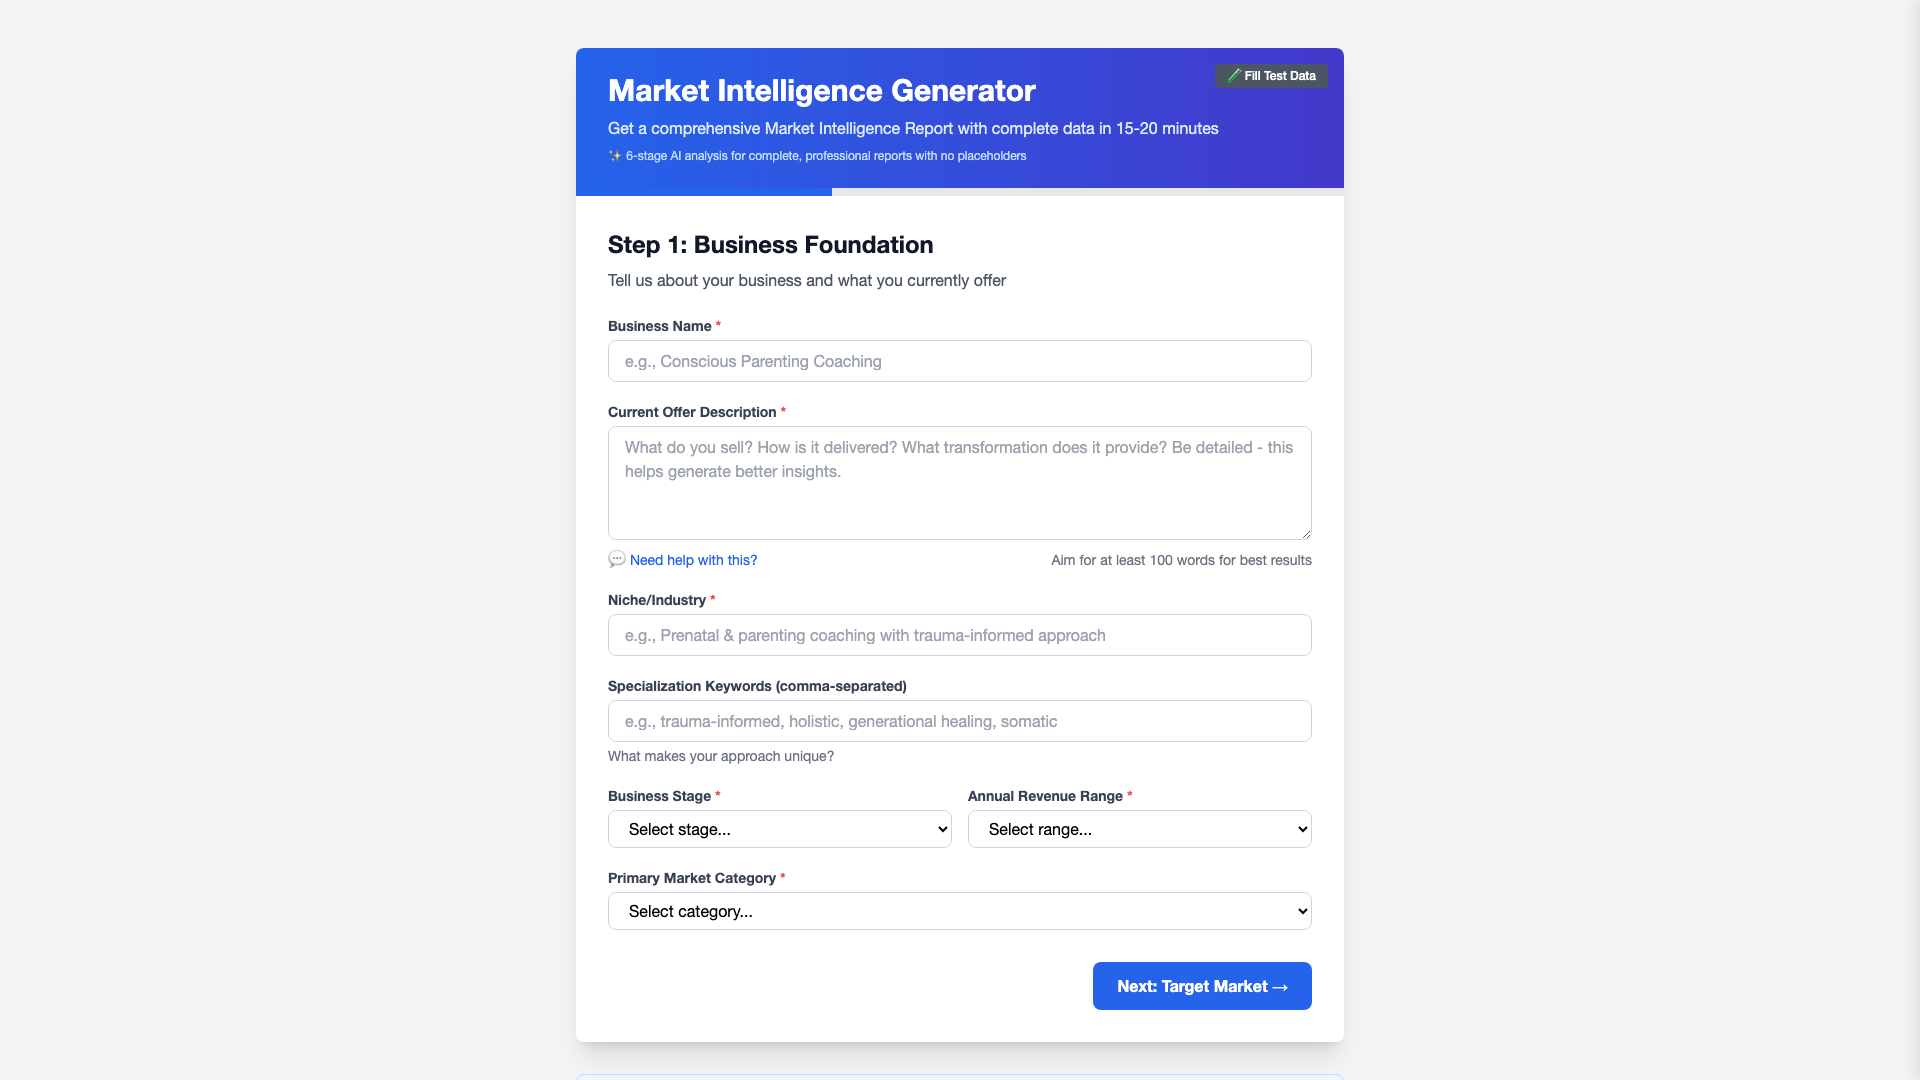 Market Intelligence Generator
Fill Test Data
Get a comprehensive Market Intelligence Report with complete data in 15-20 minutes
✨ 6-stage AI analysis for complete, professional reports with no placeholders
Step 1: Business Foundation
Tell us about your business and what you currently offer
Business Name *
e.g., Conscious Parenting Coaching
Current Offer Description *
What do you sell? How is it delivered? What transformation does it provide? Be detailed - this
helps generate better insights.
💬 Need help with this?
Aim for at least 100 words for best results
Niche/Industry *
e.g., Prenatal & parenting coaching with trauma-informed approach
Specialization Keywords (comma-separated)
e.g., trauma-informed, holistic, generational healing, somatic
What makes your approach unique?
Business Stage *
Annual Revenue Range *
Select stage...
Select range...
Primary Market Category *
Select category...
Next: Target Market →